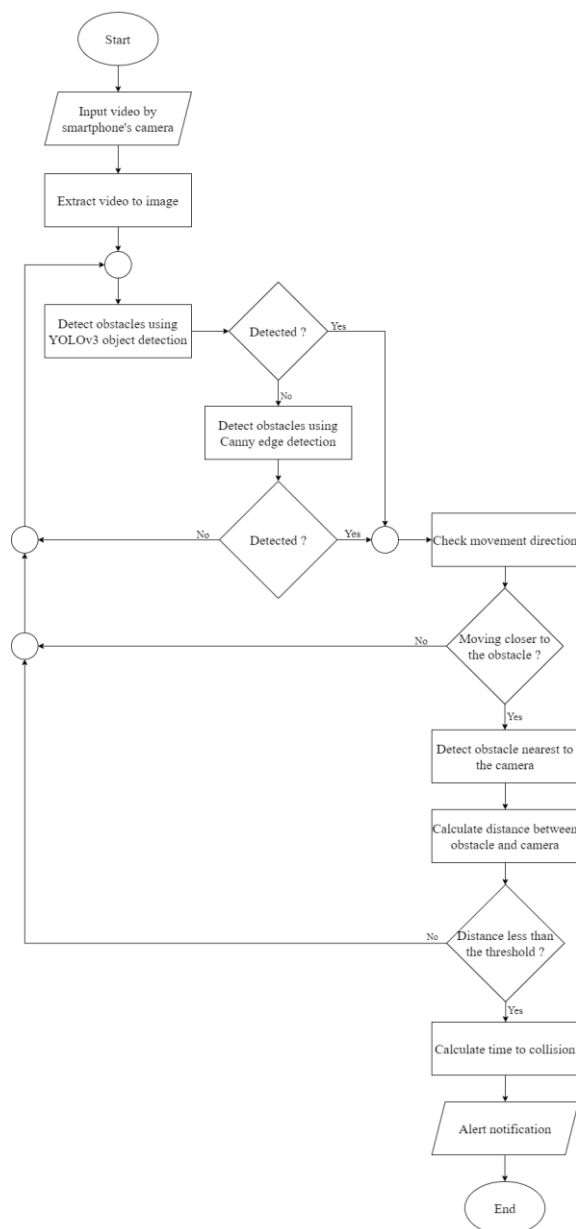 Start
Input video by
smartphone's camera
Extract video to image
Detect obstacles using
YOLOv3 object detection
Detected ?
Yes
No
Detect obstacles using
Canny edge detection
Detected ?
No
Yes
Check movement direction
Moving closer to
the obstacle ?
No
Yes
Detect obstacle nearest to
the camera
Calculate distance between
obstacle and camera
Distance less than
the threshold ?
No
Yes
Calculate time to collision
Alert notification
End